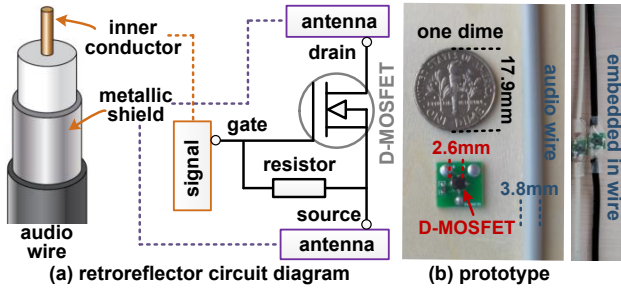 inner
conductor
metallic
shield
audio
wire
antenna
drain
D-MOSFET
gate
signal
resistor
source
antenna
(a) retroreflector circuit diagram
one dime
17.9mm
2.6mm
3.8mm
D-MOSFET
audio wire
embedded in wire
(b) prototype